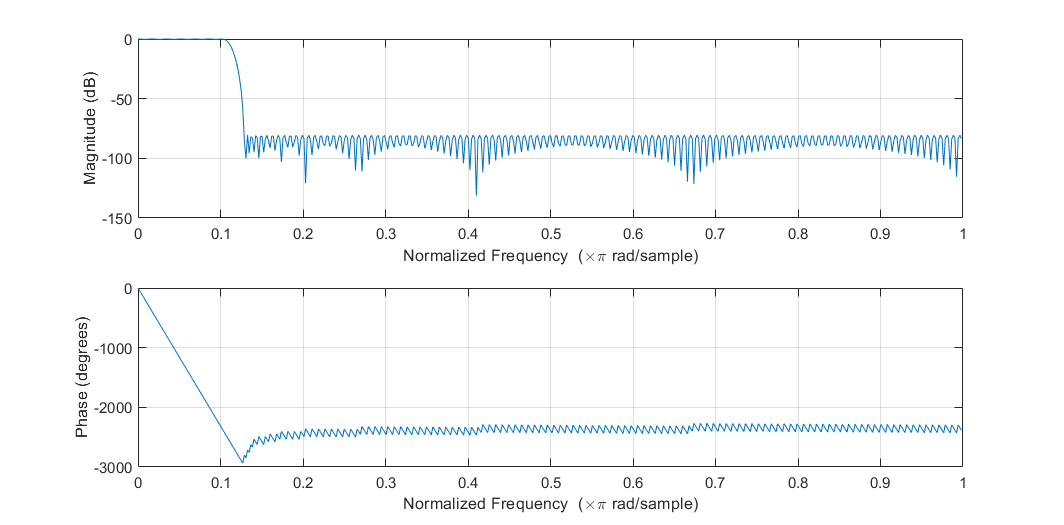 0
-50
-100
-150
Magnitude (dB)
0 0.1 0.2 0.3 0.4 0.5 0.6 0.7 0.8 0.9 1
Normalized Frequency (×π rad/sample)
0
-1000
-2000
-3000
Phase (degrees)
0 0.1 0.2 0.3 0.4 0.5 0.6 0.7 0.8 0.9 1
Normalized Frequency (×π rad/sample)